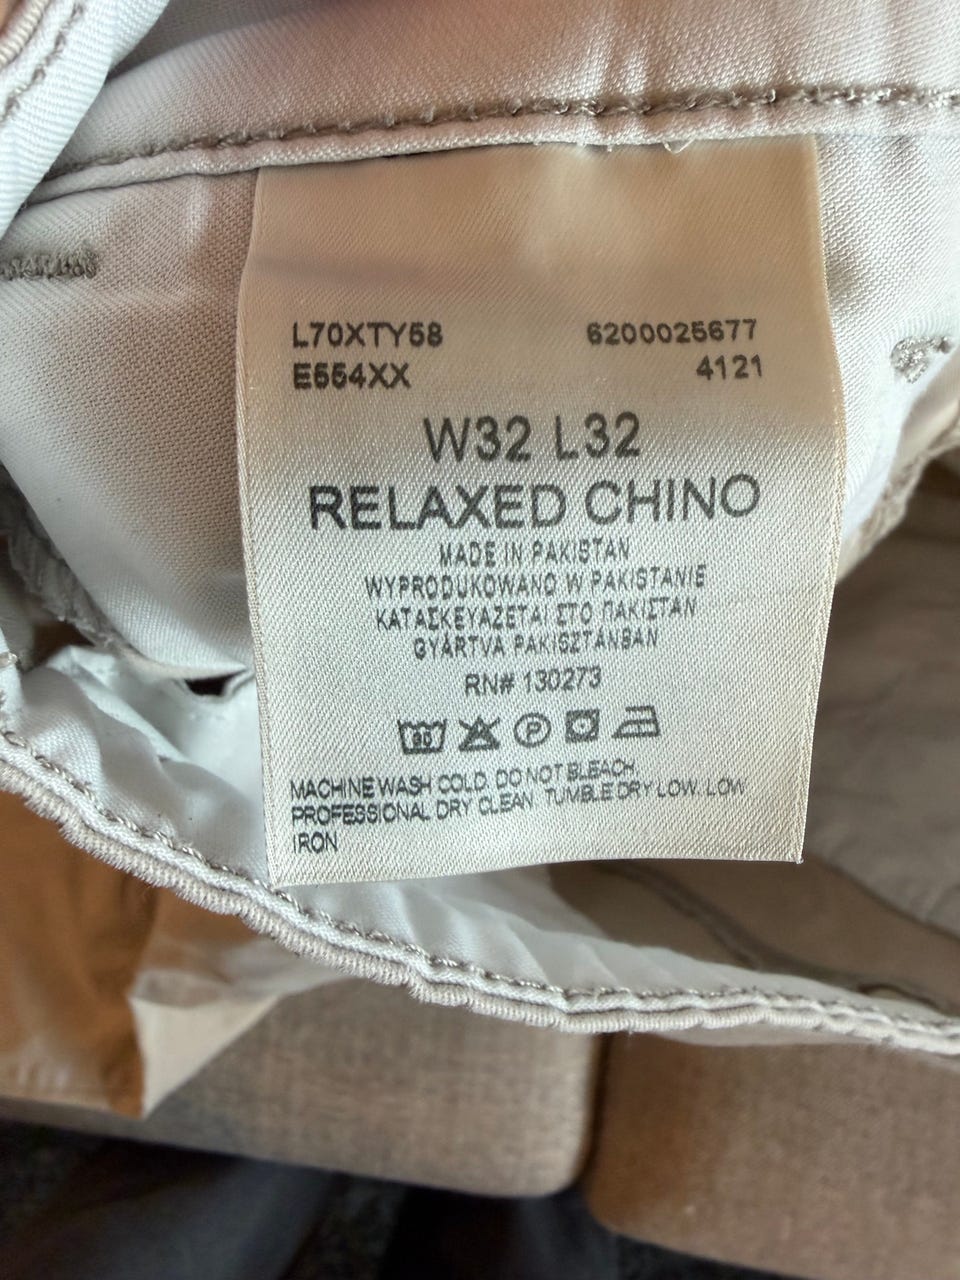 L70XTY58 6200025677
E554XX 4121
W32 L32
RELAXED CHINO
MADE IN PAKISTAN
WYPRODUKOWANO W PAKISTANIE
ΚΑΤΑΣΚΕΥΑΖΕΤΑΙ ΣΤΟ ΠΑΚΙΣΤΑΝ
GYÁRTVA PAKISZTÁNBAN
RN# 130273
30 P
MACHINE WASH COLD. DO NOT BLEACH.
PROFESSIONAL DRY CLEAN. TUMBLE DRY LOW. LOW
IRON